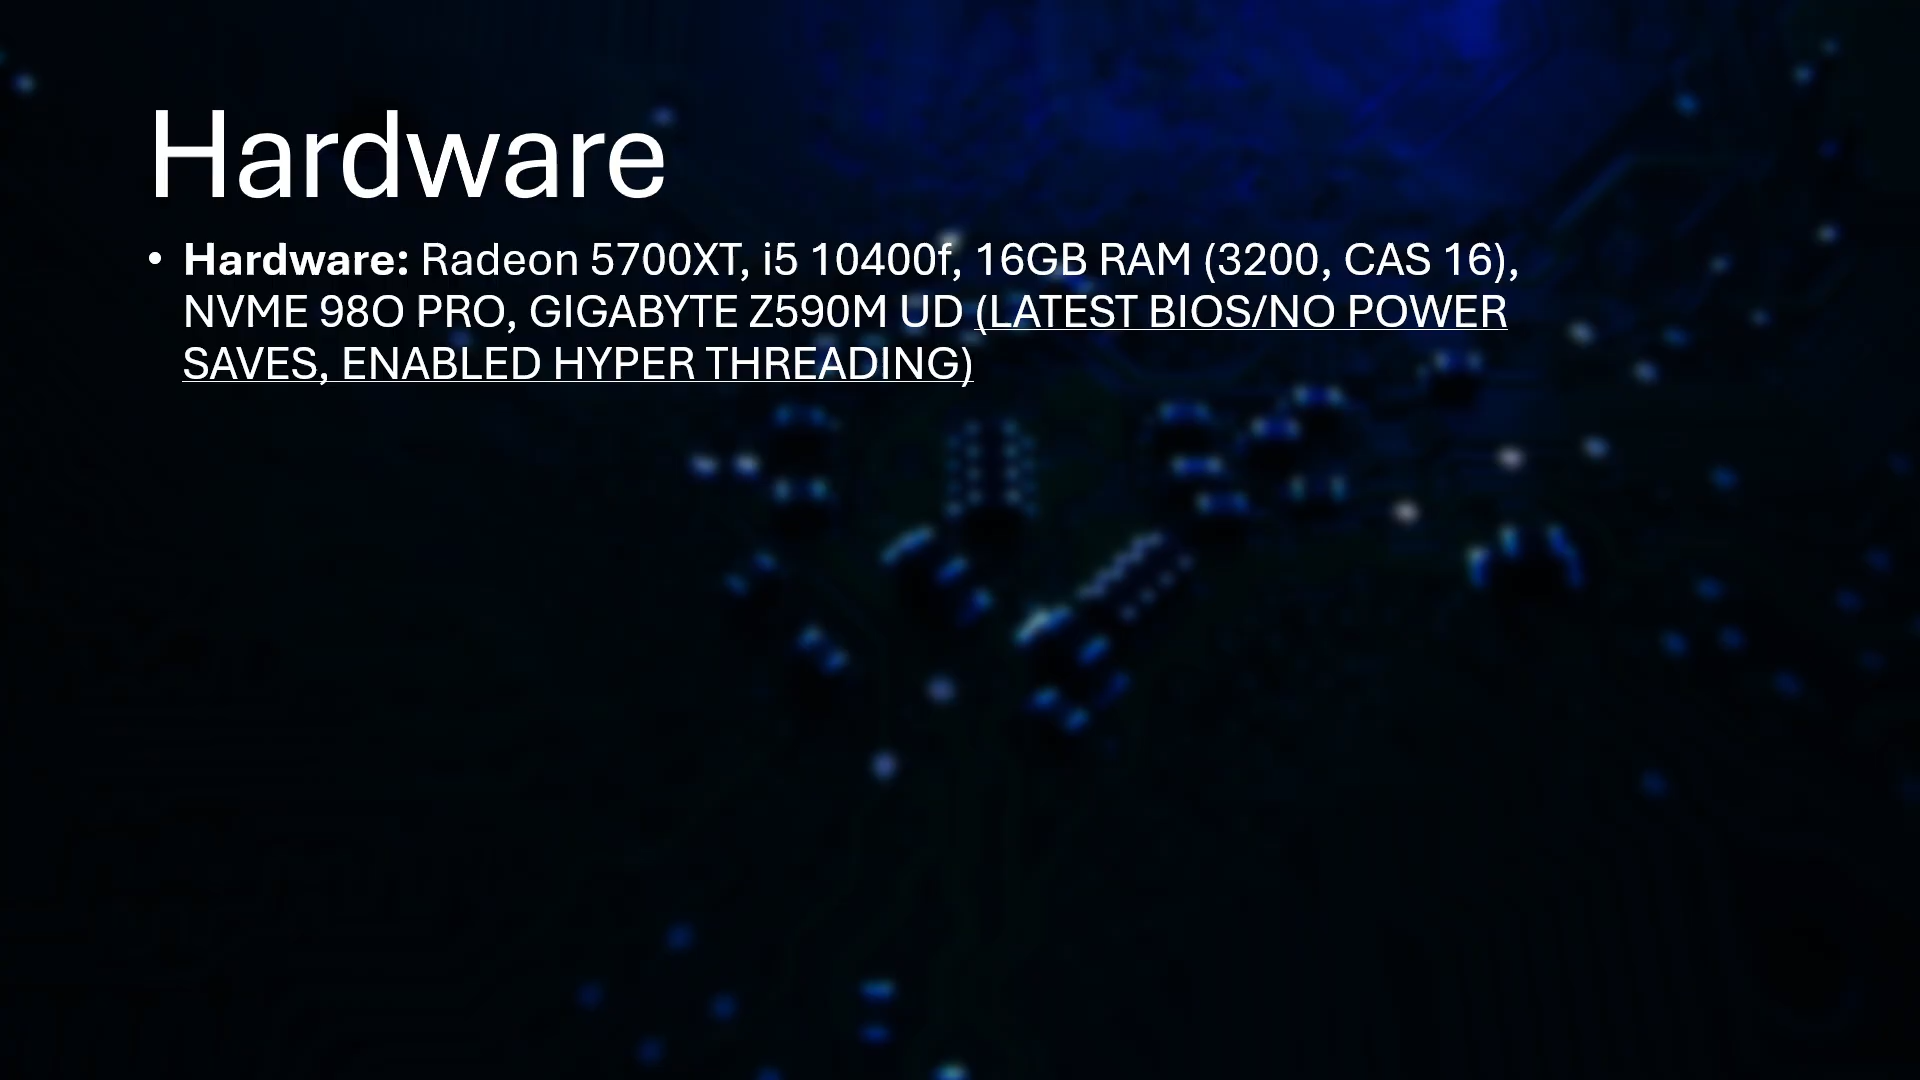 Hardware
• Hardware: Radeon 5700XT, i5 10400f, 16GB RAM (3200, CAS 16),
NVME 98O PRO, GIGABYTE Z590M UD (LATEST BIOS/NO POWER
SAVES, ENABLED HYPER THREADING)